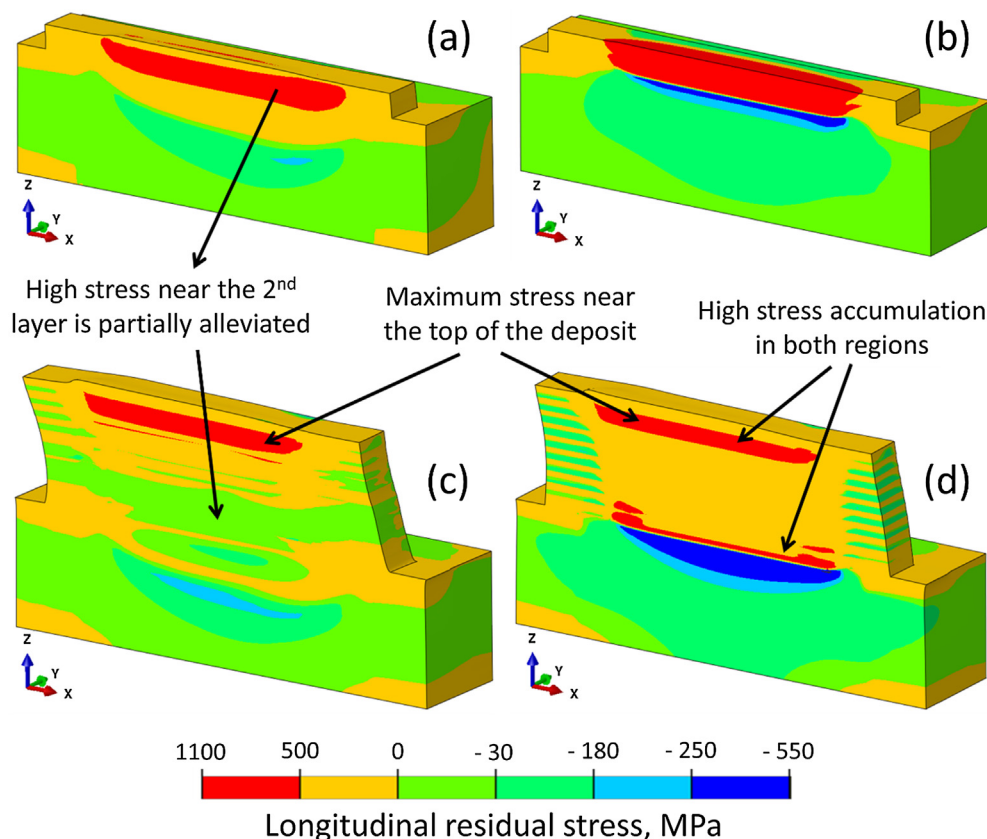 (a)
(b)
Z
Y
X
Z
Y
X
High stress near the 2nd
layer is partially alleviated
Maximum stress near
the top of the deposit
High stress accumulation
in both regions
(c)
(d)
Z
Y
X
Z
Y
X
1100 500 0 - 30 - 180 - 250 - 550
Longitudinal residual stress, MPa